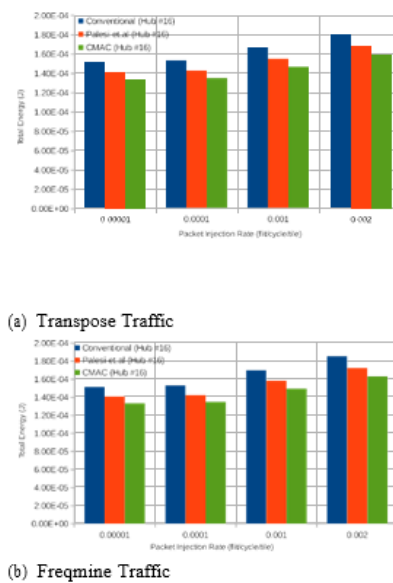 2.00E-04
1.80E-04
1.60E-04
1.40E-04
1.20E-04
1.00E-04
8.00E-05
6.00E-05
4.00E-05
2.00E-05
0.00E+00
Total Energy (J)
Conventional (Hub #16)
Palesi et al (Hub #16)
CMAC (Hub #16)
0.00001 0.0001 0.001 0.002
Packet Injection Rate (flit/cycle/tile)
(a) Transpose Traffic
2.00E-04
1.80E-04
1.60E-04
1.40E-04
1.20E-04
1.00E-04
8.00E-05
6.00E-05
4.00E-05
2.00E-05
0.00E+00
Total Energy (J)
Conventional (Hub #16)
Palesi et al (Hub #16)
CMAC (Hub #16)
0.00001 0.0001 0.001 0.002
Packet Injection Rate (flit/cycle/tile)
(b) Freqmine Traffic